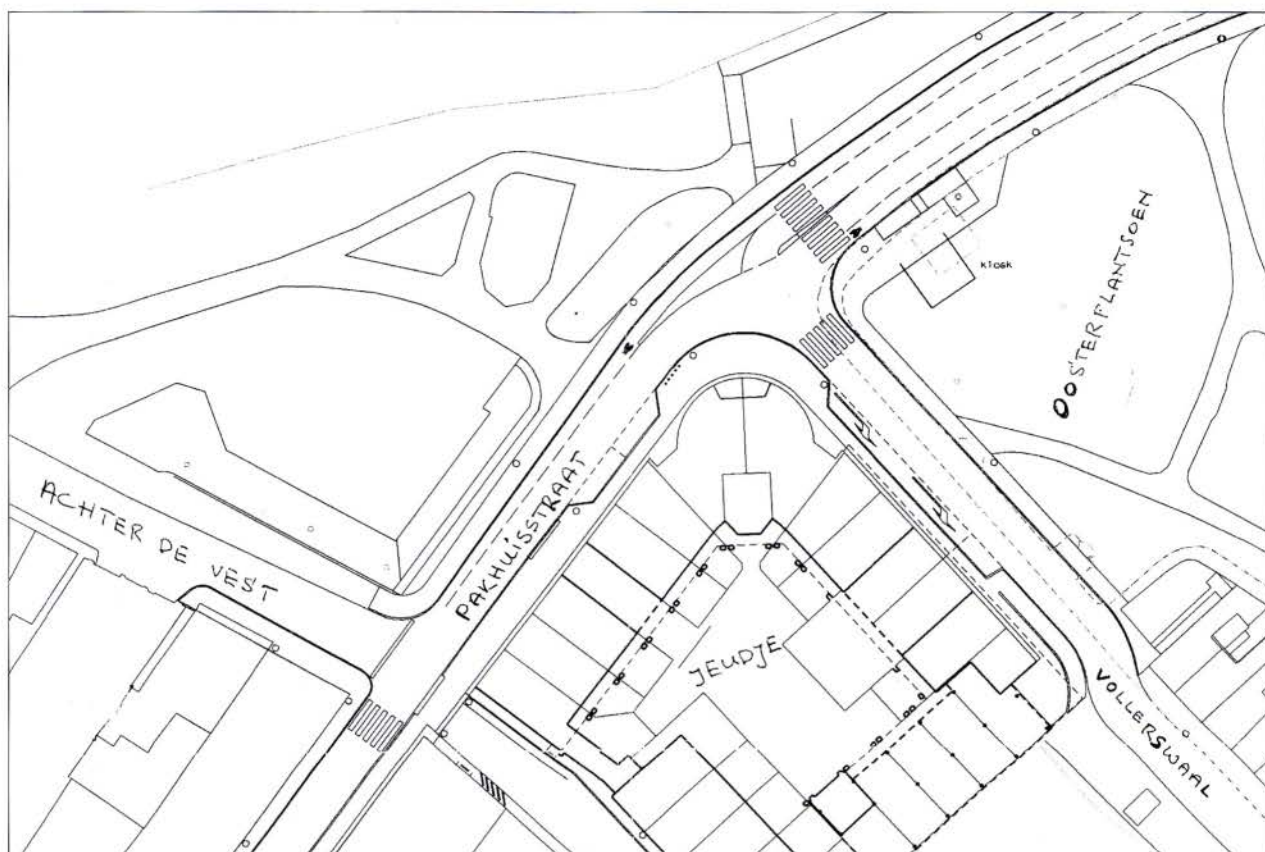 KIOSK
OOSTERPLANTSOEN
ACHTER DE VEST
PAKHUISSTRAAT
JEUDJE
VOLLERSWAAL